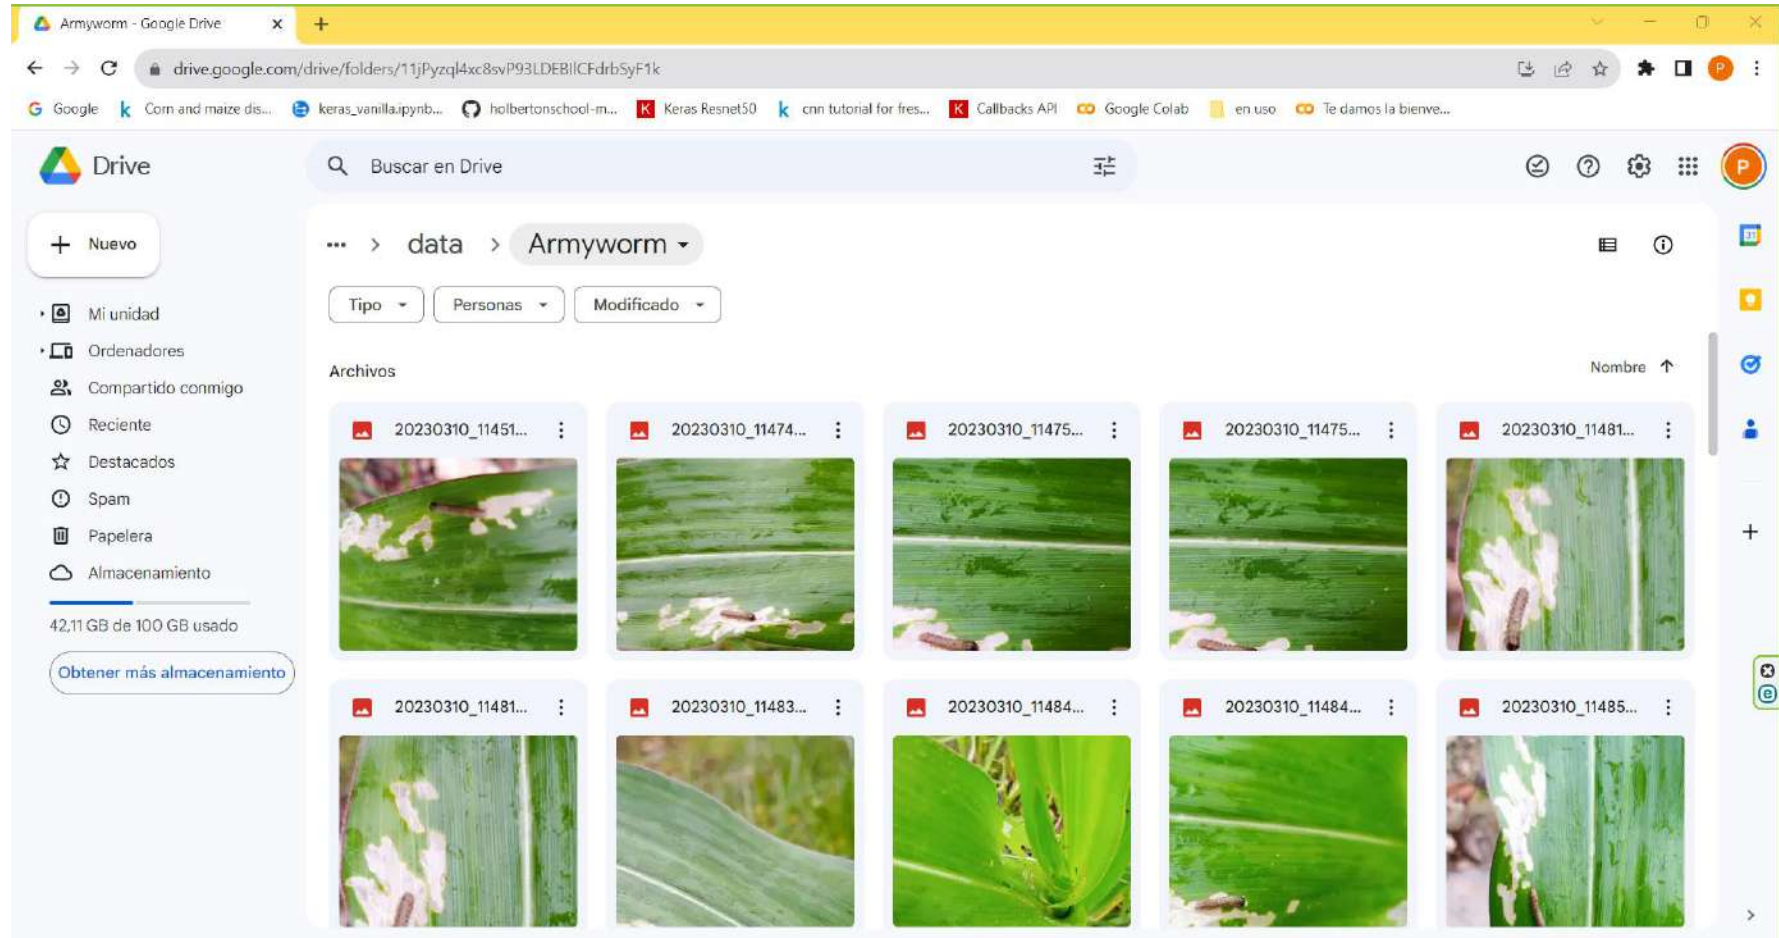 Armyworm - Google Drive
drive.google.com/drive/folders/11jPyzql4xc8svP93LDEBIlCFdrbSyF1k
Google Corn and maize dis... keras_vanilla.ipynb... holbertonschool-m... Keras Resnet50 cnn tutorial for fres... Callbacks API Google Colab en uso Te damos la bienve...
Drive
Buscar en Drive
P
Nuevo
data > Armyworm
Tipo Personas Modificado
Mi unidad
Ordenadores
Compartido conmigo
Reciente
Destacados
Spam
Papelera
Almacenamiento
42,11 GB de 100 GB usado
Obtener más almacenamiento
Archivos Nombre
20230310_11451... 20230310_11474... 20230310_11475... 20230310_11475... 20230310_11481...
20230310_11481... 20230310_11483... 20230310_11484... 20230310_11484... 20230310_11485...